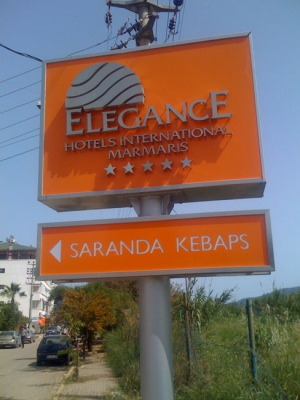 ELEGANCE
HOTELS INTERNATIONAL
MARMARIS
SARANDA KEBAPS